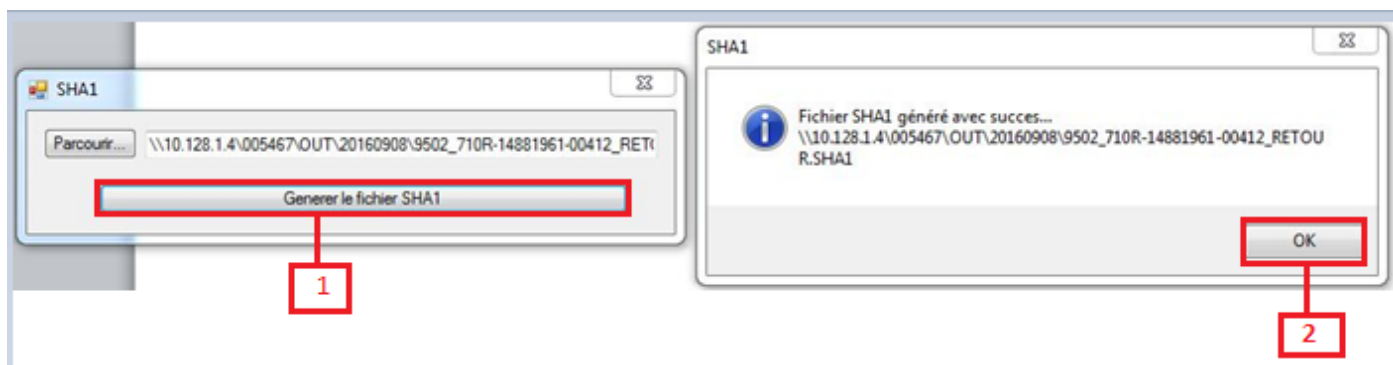 SHA1
Parcourir...
\\10.128.1.4\005467\OUT\20160908\9502_710R-14881961-00412_RET
Generer le fichier SHA1
1
SHA1
Fichier SHA1 généré avec succes...
\\10.128.1.4\005467\OUT\20160908\9502_710R-14881961-00412_RETOU
R.SHA1
OK
2